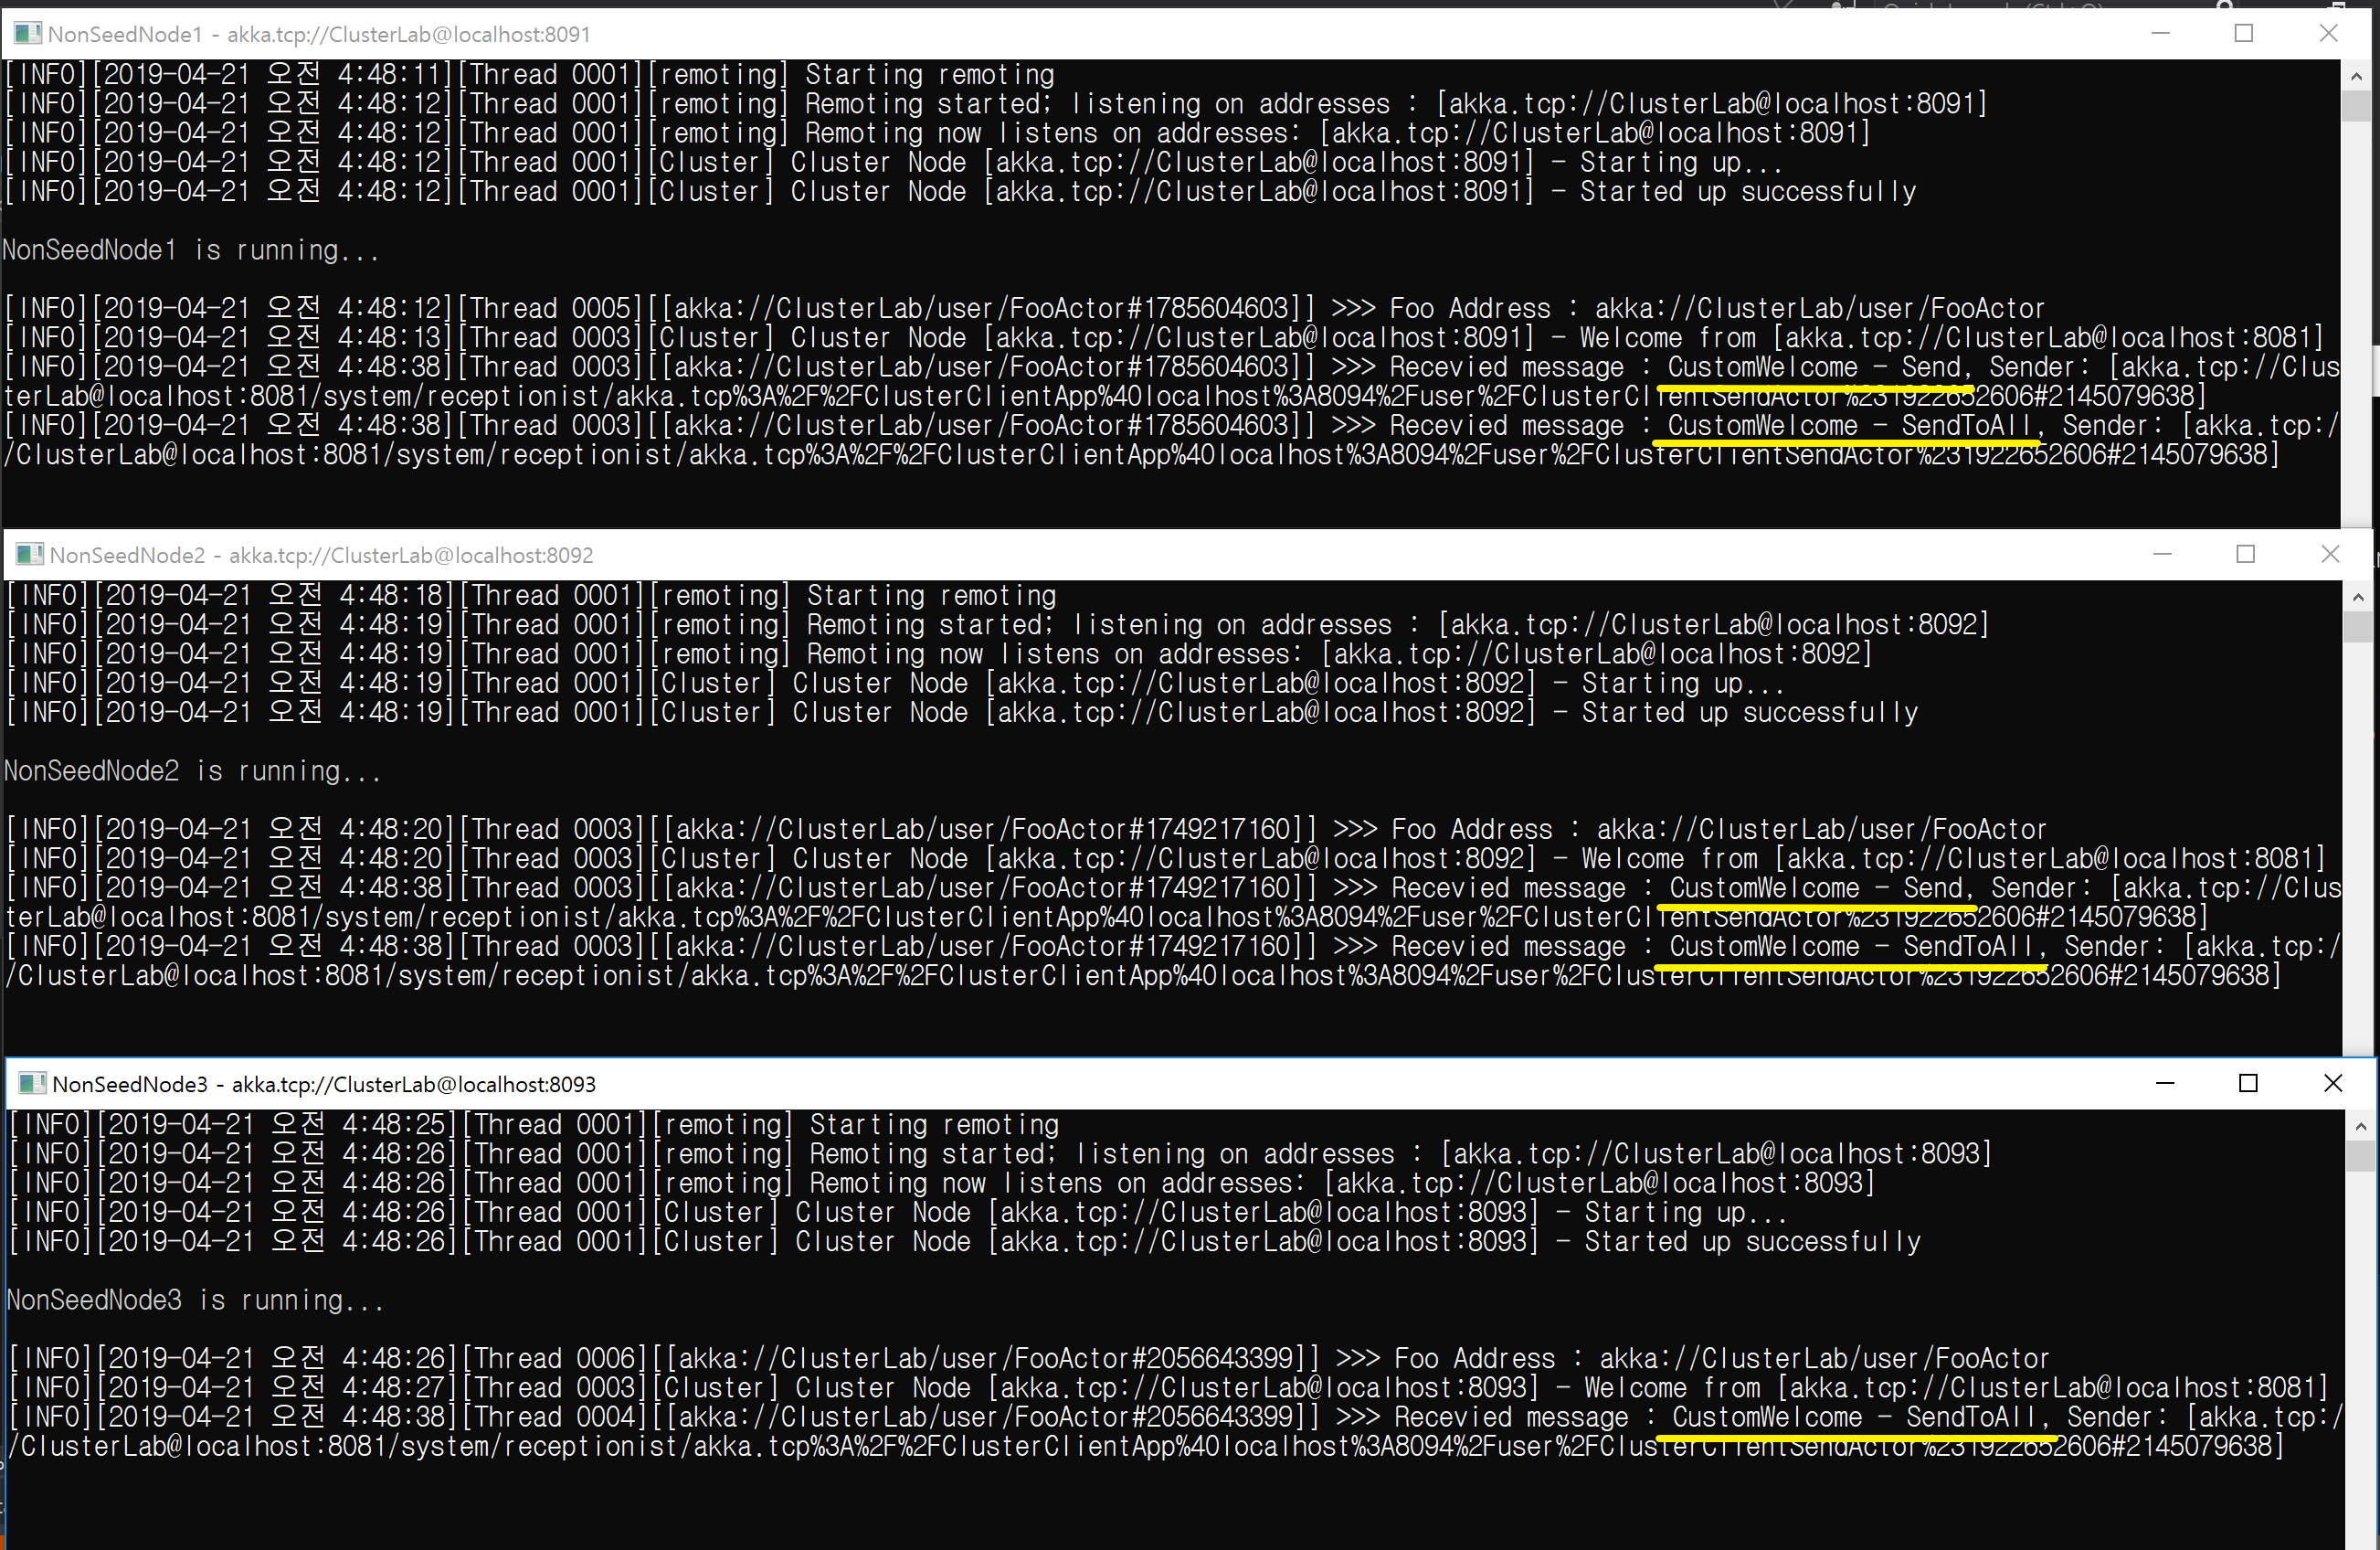 NonSeedNode1 - akka.tcp://ClusterLab@localhost:8091
[INFO][2019-04-21 오전 4:48:11][Thread 0001][remoting] Starting remoting
[INFO][2019-04-21 오전 4:48:12][Thread 0001][remoting] Remoting started; listening on addresses : [akka.tcp://ClusterLab@localhost:8091]
[INFO][2019-04-21 오전 4:48:12][Thread 0001][remoting] Remoting now listens on addresses: [akka.tcp://ClusterLab@localhost:8091]
[INFO][2019-04-21 오전 4:48:12][Thread 0001][Cluster] Cluster Node [akka.tcp://ClusterLab@localhost:8091] - Starting up...
[INFO][2019-04-21 오전 4:48:12][Thread 0001][Cluster] Cluster Node [akka.tcp://ClusterLab@localhost:8091] - Started up successfully
NonSeedNode1 is running...
[INFO][2019-04-21 오전 4:48:12][Thread 0005][[akka://ClusterLab/user/FooActor#1785604603]] >>> Foo Address : akka://ClusterLab/user/FooActor
[INFO][2019-04-21 오전 4:48:13][Thread 0003][Cluster] Cluster Node [akka.tcp://ClusterLab@localhost:8091] - Welcome from [akka.tcp://ClusterLab@localhost:8081]
[INFO][2019-04-21 오전 4:48:38][Thread 0003][[akka://ClusterLab/user/FooActor#1785604603]] >>> Recevied message : CustomWelcome - Send, Sender: [akka.tcp://Clus
terLab@localhost:8081/system/receptionist/akka.tcp%3A%2F%2FClusterClientApp%40localhost%3A8094%2Fuser%2FClusterClientSendActor%231922652606#2145079638]
[INFO][2019-04-21 오전 4:48:38][Thread 0003][[akka://ClusterLab/user/FooActor#1785604603]] >>> Recevied message : CustomWelcome - SendToAll, Sender: [akka.tcp:/
/ClusterLab@localhost:8081/system/receptionist/akka.tcp%3A%2F%2FClusterClientApp%40localhost%3A8094%2Fuser%2FClusterClientSendActor%231922652606#2145079638]
NonSeedNode2 - akka.tcp://ClusterLab@localhost:8092
[INFO][2019-04-21 오전 4:48:18][Thread 0001][remoting] Starting remoting
[INFO][2019-04-21 오전 4:48:19][Thread 0001][remoting] Remoting started; listening on addresses : [akka.tcp://ClusterLab@localhost:8092]
[INFO][2019-04-21 오전 4:48:19][Thread 0001][remoting] Remoting now listens on addresses: [akka.tcp://ClusterLab@localhost:8092]
[INFO][2019-04-21 오전 4:48:19][Thread 0001][Cluster] Cluster Node [akka.tcp://ClusterLab@localhost:8092] - Starting up...
[INFO][2019-04-21 오전 4:48:19][Thread 0001][Cluster] Cluster Node [akka.tcp://ClusterLab@localhost:8092] - Started up successfully
NonSeedNode2 is running...
[INFO][2019-04-21 오전 4:48:20][Thread 0003][[akka://ClusterLab/user/FooActor#1749217160]] >>> Foo Address : akka://ClusterLab/user/FooActor
[INFO][2019-04-21 오전 4:48:20][Thread 0003][Cluster] Cluster Node [akka.tcp://ClusterLab@localhost:8092] - Welcome from [akka.tcp://ClusterLab@localhost:8081]
[INFO][2019-04-21 오전 4:48:38][Thread 0003][[akka://ClusterLab/user/FooActor#1749217160]] >>> Recevied message : CustomWelcome - Send, Sender: [akka.tcp://Clus
terLab@localhost:8081/system/receptionist/akka.tcp%3A%2F%2FClusterClientApp%40localhost%3A8094%2Fuser%2FClusterClientSendActor%231922652606#2145079638]
[INFO][2019-04-21 오전 4:48:38][Thread 0003][[akka://ClusterLab/user/FooActor#1749217160]] >>> Recevied message : CustomWelcome - SendToAll, Sender: [akka.tcp:/
/ClusterLab@localhost:8081/system/receptionist/akka.tcp%3A%2F%2FClusterClientApp%40localhost%3A8094%2Fuser%2FClusterClientSendActor%231922652606#2145079638]
NonSeedNode3 - akka.tcp://ClusterLab@localhost:8093
[INFO][2019-04-21 오전 4:48:25][Thread 0001][remoting] Starting remoting
[INFO][2019-04-21 오전 4:48:26][Thread 0001][remoting] Remoting started; listening on addresses : [akka.tcp://ClusterLab@localhost:8093]
[INFO][2019-04-21 오전 4:48:26][Thread 0001][remoting] Remoting now listens on addresses: [akka.tcp://ClusterLab@localhost:8093]
[INFO][2019-04-21 오전 4:48:26][Thread 0001][Cluster] Cluster Node [akka.tcp://ClusterLab@localhost:8093] - Starting up...
[INFO][2019-04-21 오전 4:48:26][Thread 0001][Cluster] Cluster Node [akka.tcp://ClusterLab@localhost:8093] - Started up successfully
NonSeedNode3 is running...
[INFO][2019-04-21 오전 4:48:26][Thread 0006][[akka://ClusterLab/user/FooActor#2056643399]] >>> Foo Address : akka://ClusterLab/user/FooActor
[INFO][2019-04-21 오전 4:48:27][Thread 0003][Cluster] Cluster Node [akka.tcp://ClusterLab@localhost:8093] - Welcome from [akka.tcp://ClusterLab@localhost:8081]
[INFO][2019-04-21 오전 4:48:38][Thread 0004][[akka://ClusterLab/user/FooActor#2056643399]] >>> Recevied message : CustomWelcome - SendToAll, Sender: [akka.tcp:/
/ClusterLab@localhost:8081/system/receptionist/akka.tcp%3A%2F%2FClusterClientApp%40localhost%3A8094%2Fuser%2FClusterClientSendActor%231922652606#2145079638]